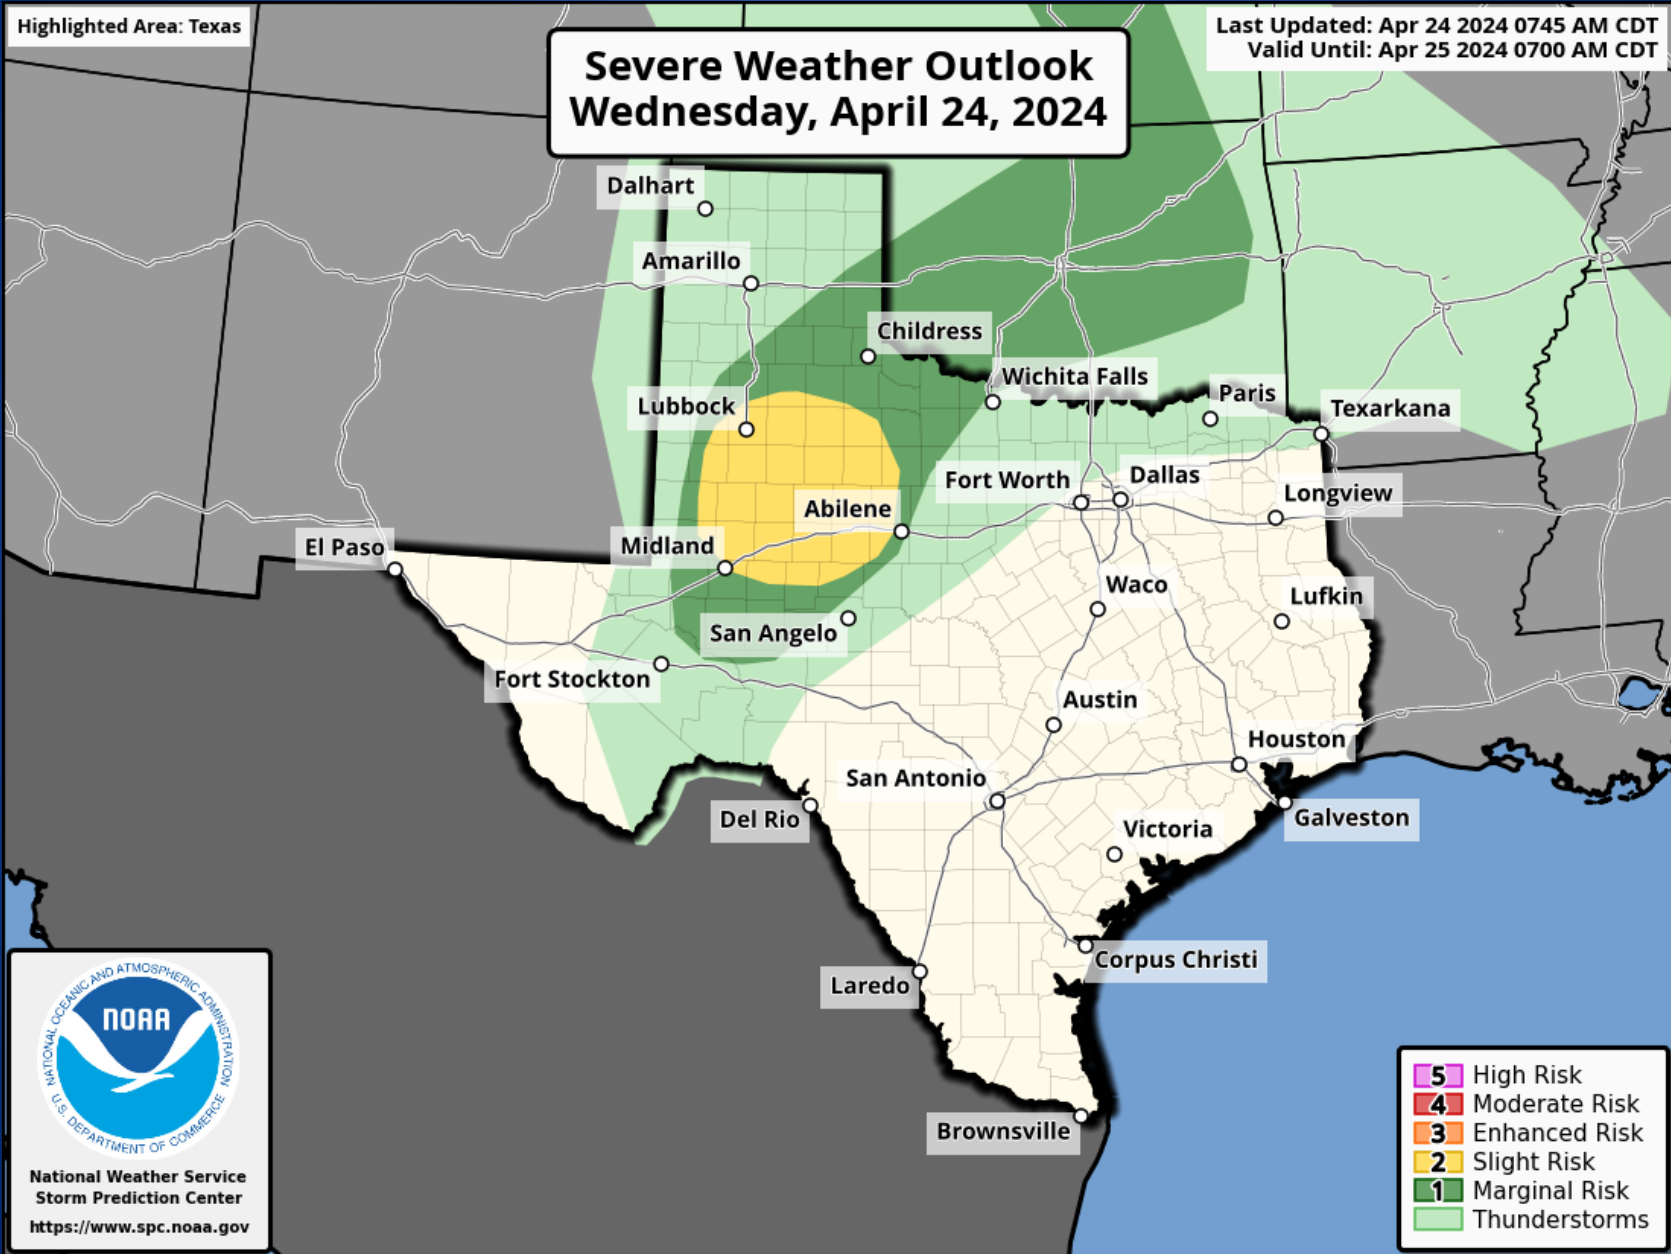 Highlighted Area: Texas
Last Updated: Apr 24 2024 0745 AM CDT
Valid Until: Apr 25 2024 0700 AM CDT
Severe Weather Outlook
Wednesday, April 24, 2024
Dalhart
Amarillo
Childress
Wichita Falls
Paris
Texarkana
Lubbock
Fort Worth
Dallas
Longview
Abilene
El Paso
Midland
Waco
Lufkin
San Angelo
Fort Stockton
Austin
Houston
San Antonio
Del Rio
Galveston
Victoria
Corpus Christi
Laredo
Brownsville
NATIONAL OCEANIC AND ATMOSPHERIC ADMINISTRATION
NOAA
U.S. DEPARTMENT OF COMMERCE
National Weather Service
Storm Prediction Center
https://www.spc.noaa.gov
5 High Risk
4 Moderate Risk
3 Enhanced Risk
2 Slight Risk
1 Marginal Risk
Thunderstorms